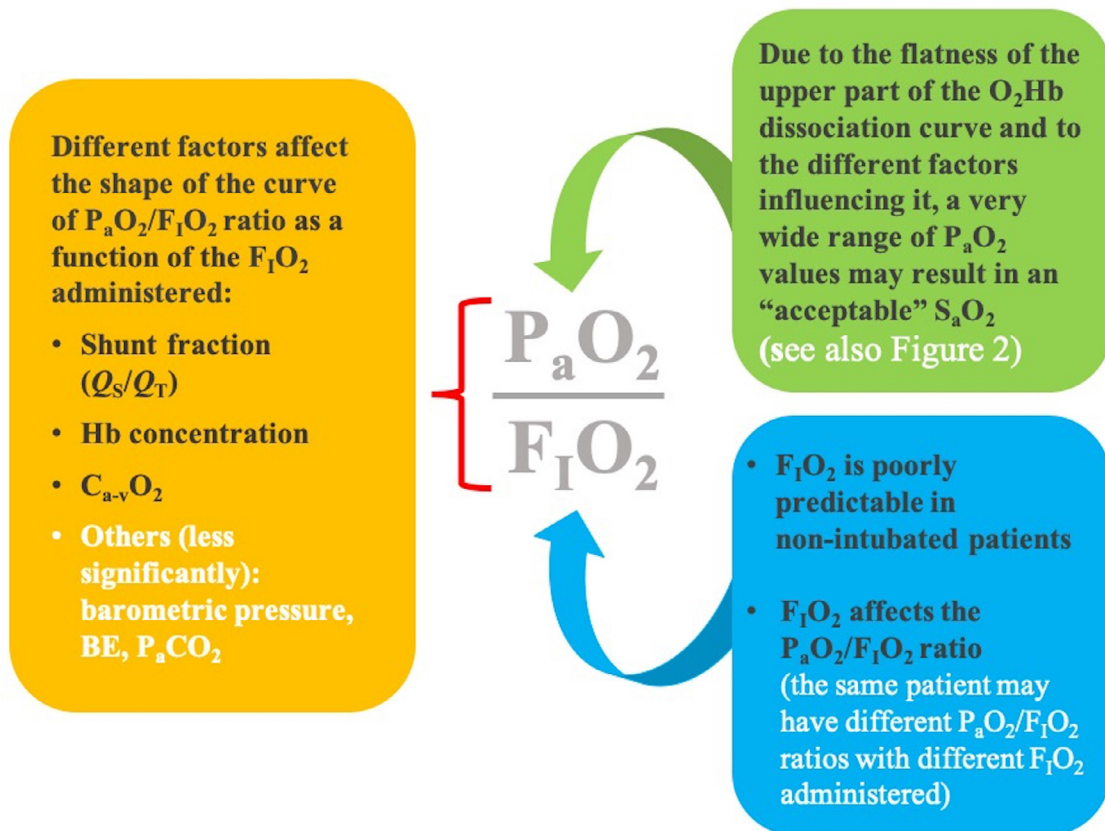 Different factors affect
the shape of the curve
of PaO2/FIO2 ratio as a
function of the FIO2
administered:
• Shunt fraction
(QS/QT)
• Hb concentration
• Ca-vO2
• Others (less
significantly):
barometric pressure,
BE, PaCO2
PaO2
FIO2
Due to the flatness of the
upper part of the O2Hb
dissociation curve and to
the different factors
influencing it, a very
wide range of PaO2
values may result in an
“acceptable” SaO2
(see also Figure 2)
• FIO2 is poorly
predictable in
non-intubated patients
• FIO2 affects the
PaO2/FIO2 ratio
(the same patient may
have different PaO2/FIO2
ratios with different FIO2
administered)